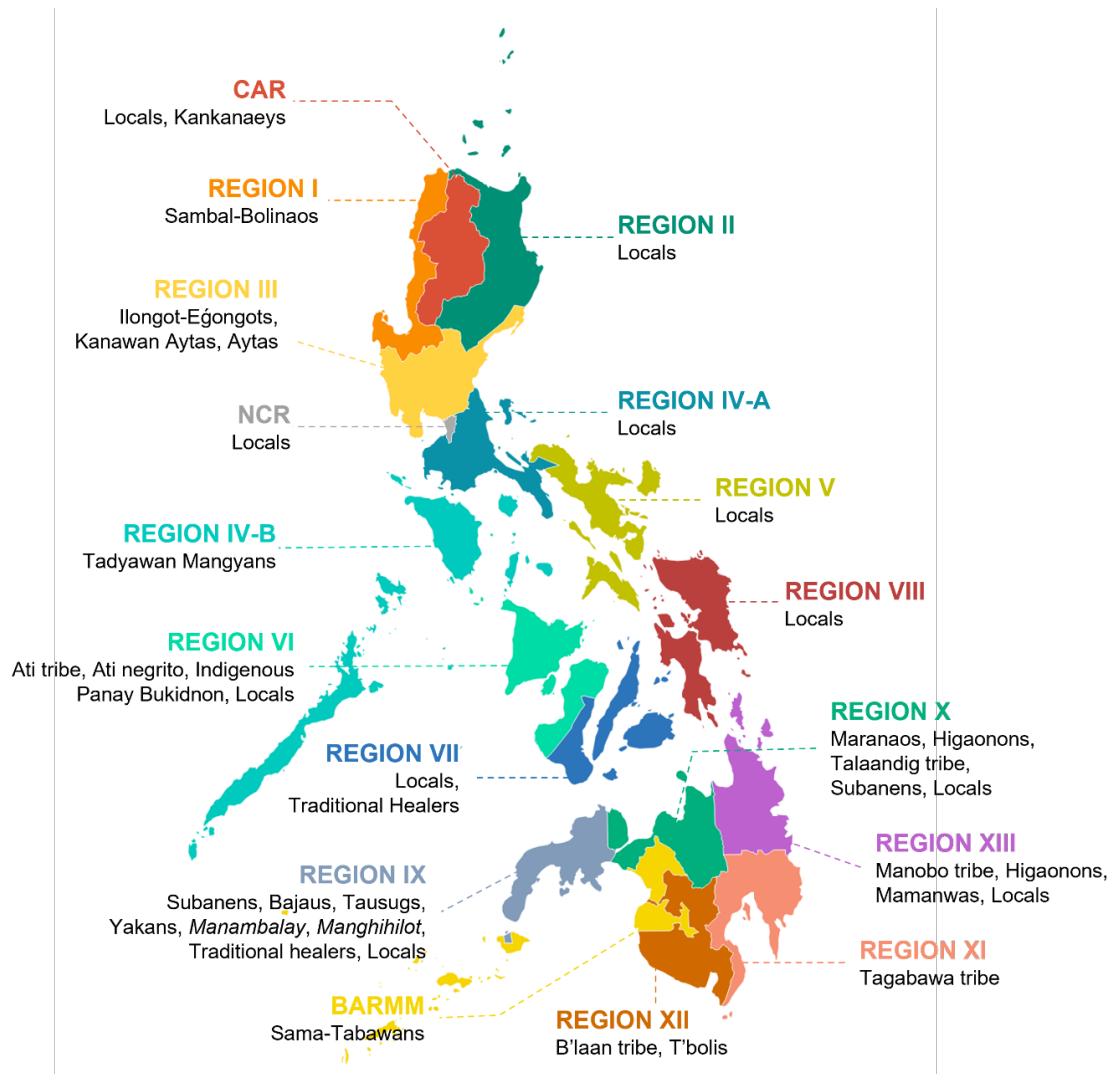 CAR
Locals, Kankanaeys
REGION I
Sambal-Bolinaos
REGION II
Locals
REGION III
Ilongot-Eǵongots,
Kanawan Aytas, Aytas
NCR
Locals
REGION IV-A
Locals
REGION V
Locals
REGION IV-B
Tadyawan Mangyans
REGION VIII
Locals
REGION VI
Ati tribe, Ati negrito, Indigenous
Panay Bukidnon, Locals
REGION VII
Locals,
Traditional Healers
REGION X
Maranaos, Higaonons,
Talaandig tribe,
Subanens, Locals
REGION XIII
Manobo tribe, Higaonons,
Mamanwas, Locals
REGION IX
Subanens, Bajaus, Tausugs,
Yakans, Manambalay, Manghihilot,
Traditional healers, Locals
REGION XI
Tagabawa tribe
BARMM
Sama-Tabawans
REGION XII
B’laan tribe, T’bolis